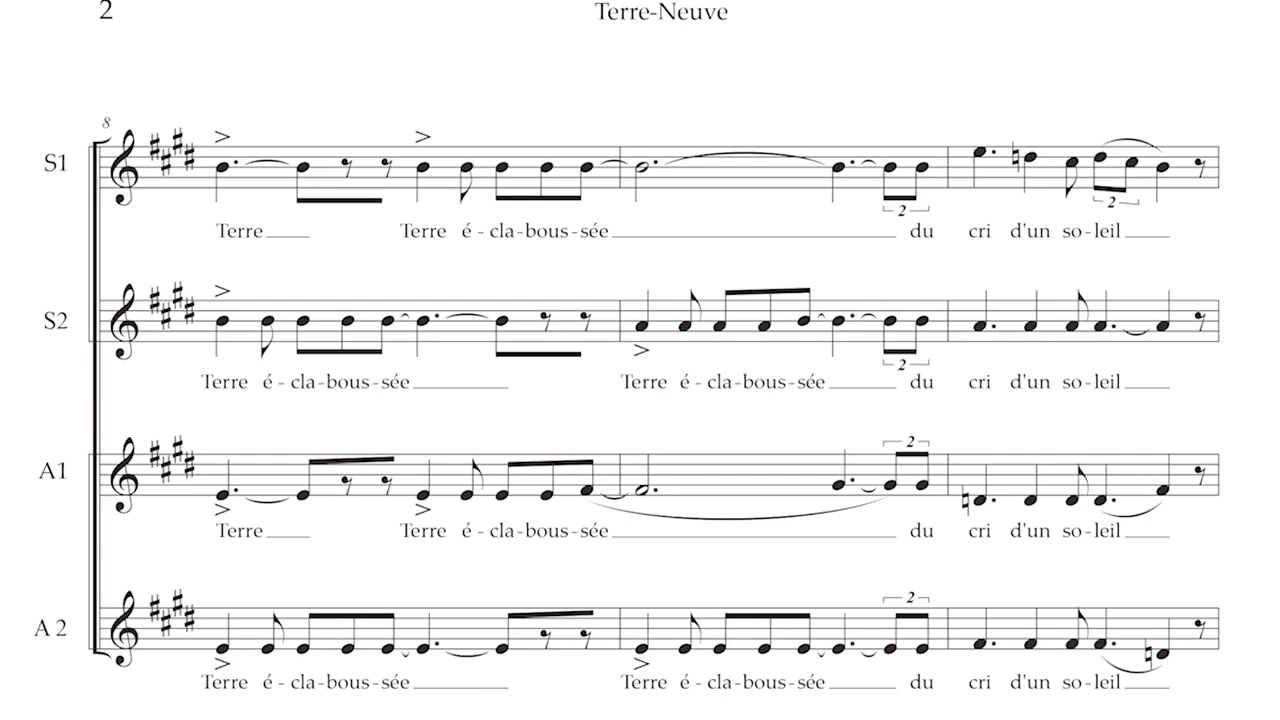 2
Terre-Neuve
8
S1
2
2
Terre é - cla - bous - sée du cri d'un so - leil
S2
2
Terre é - cla - bous - sée Terre é - cla - bous - sée du cri d'un so - leil
A1
2
Terre Terre é - cla - bous - sée du cri d'un so - leil
A 2
2
Terre é - cla - bous - sée Terre é - cla - bous - sée du cri d'un so - leil